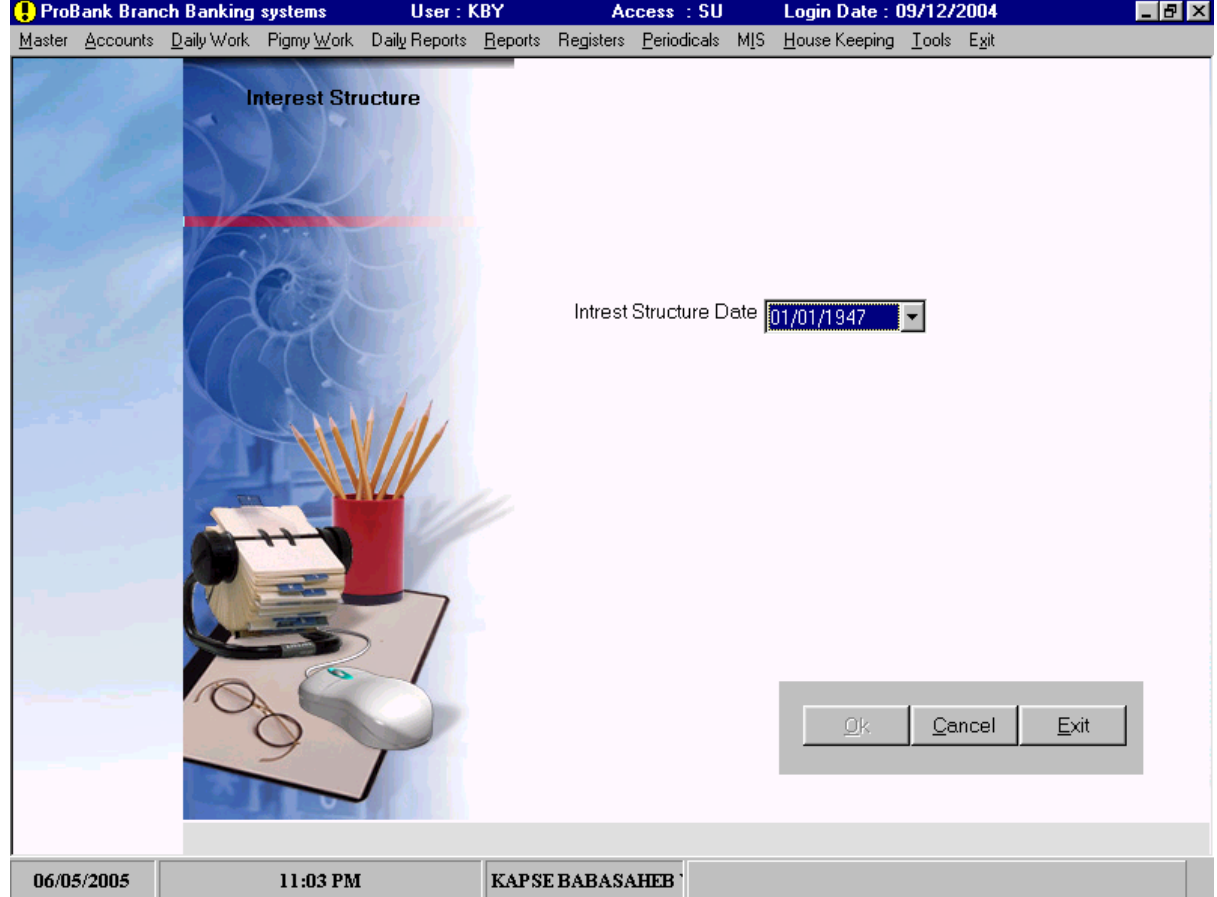 ProBank Branch Banking systems User : KBY Access : SU Login Date : 09/12/2004
Master Accounts Daily Work Pigmy Work Daily Reports Reports Registers Periodicals MIS House Keeping Tools Exit
Interest Structure
Intrest Structure Date 01/01/1947
Ok Cancel Exit
06/05/2005 11:03 PM KAPSE BABASAHEB